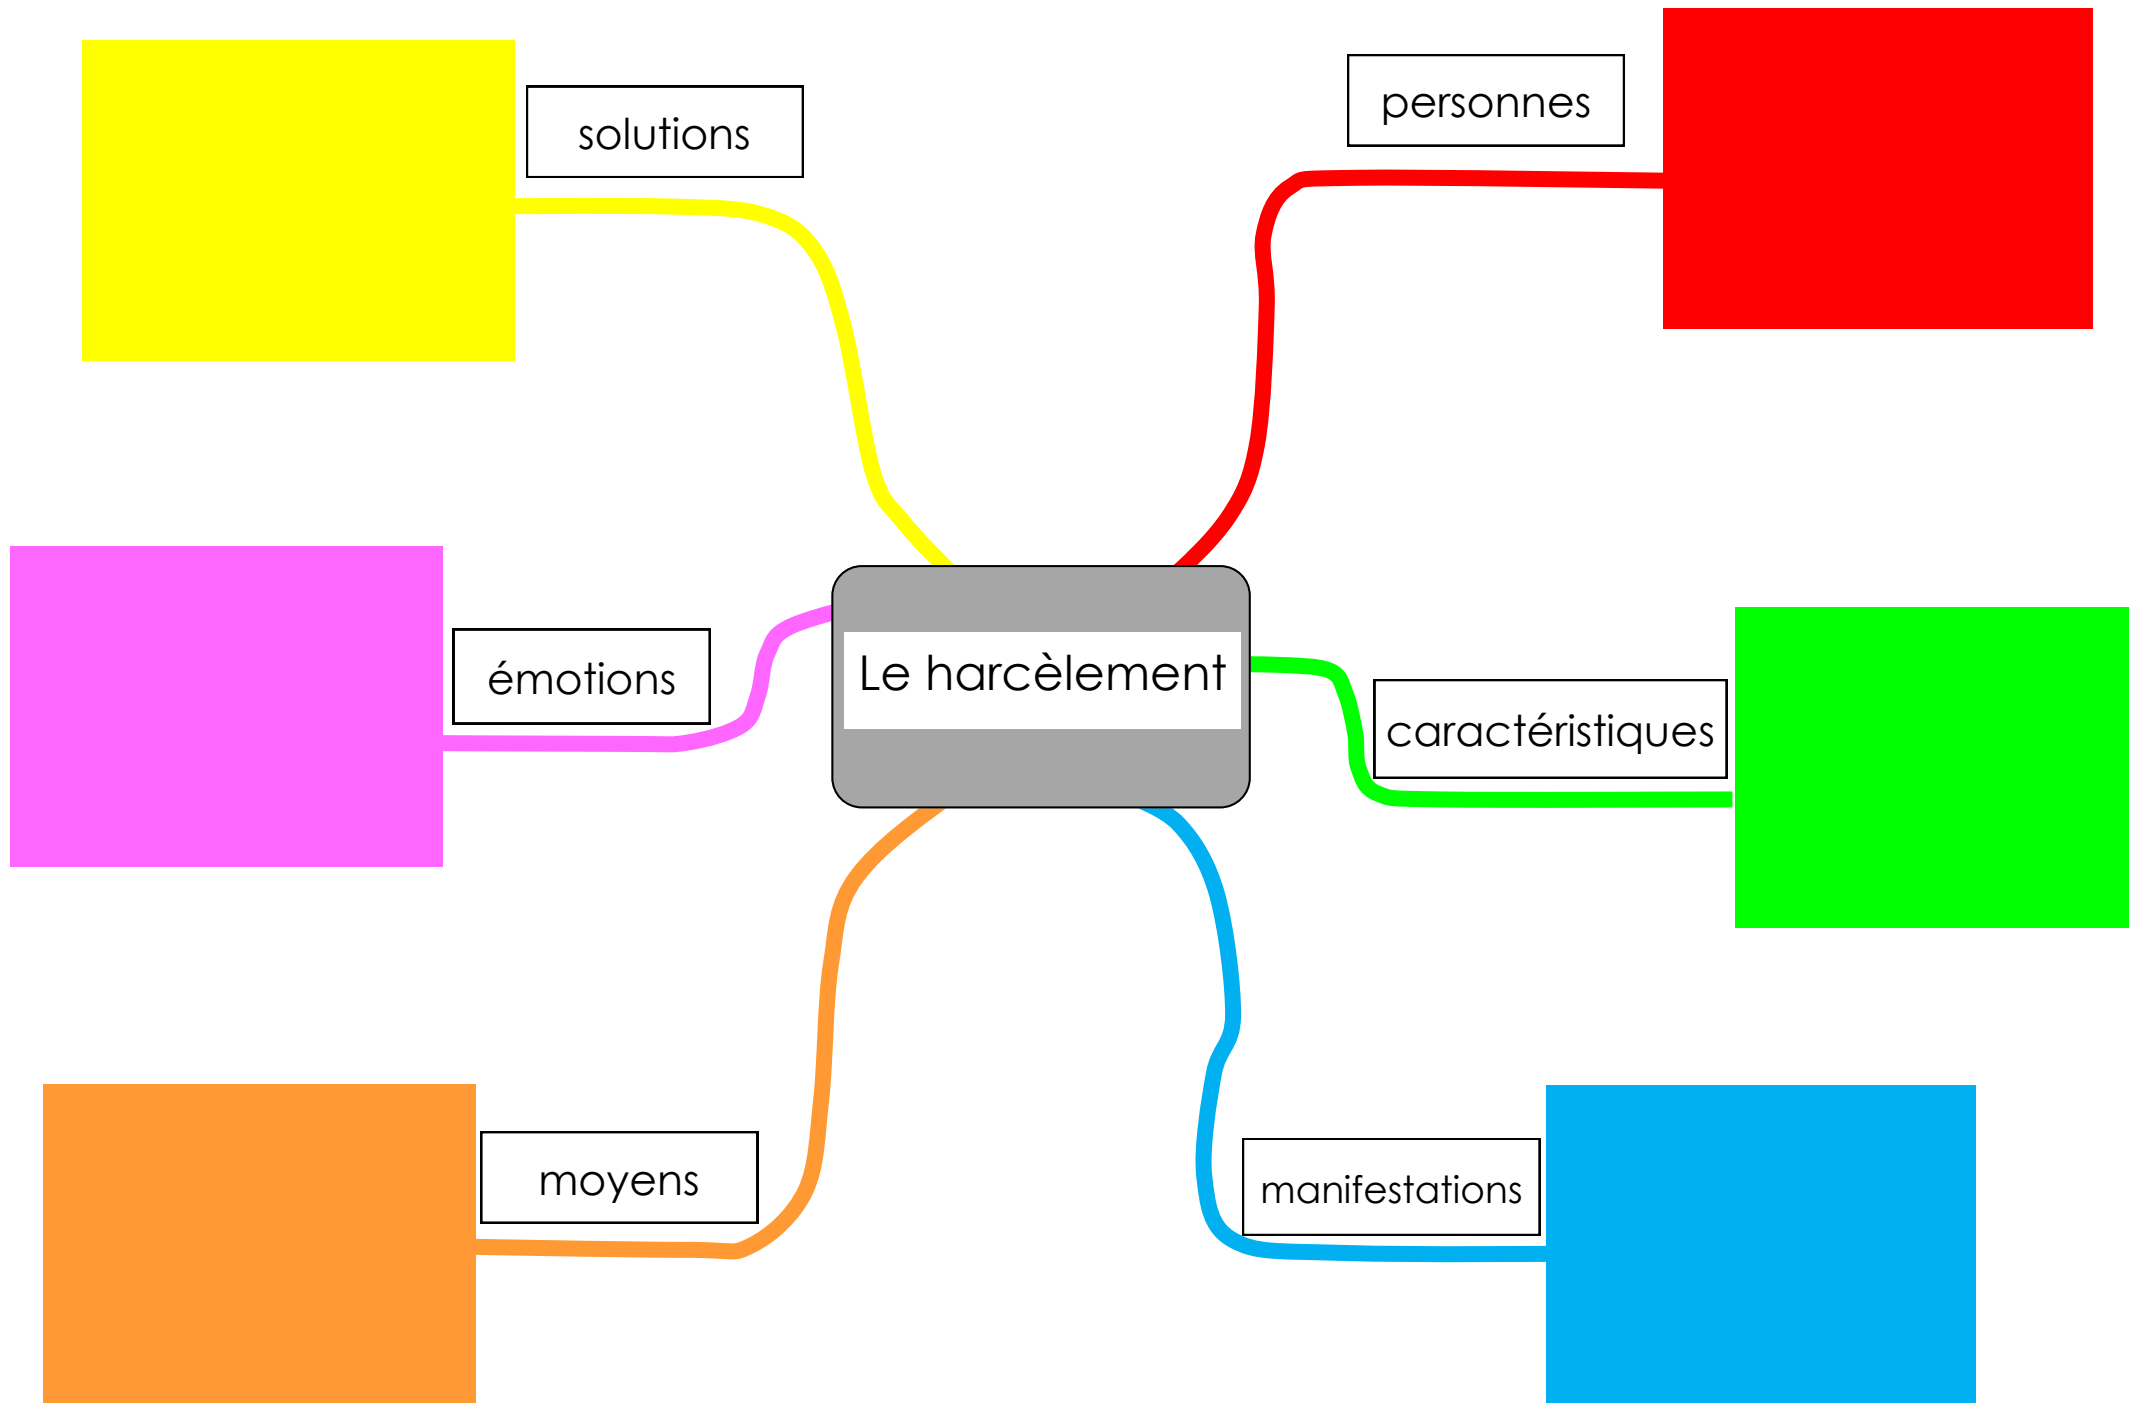 personnes
solutions
Le harcèlement
émotions
caractéristiques
moyens
manifestations